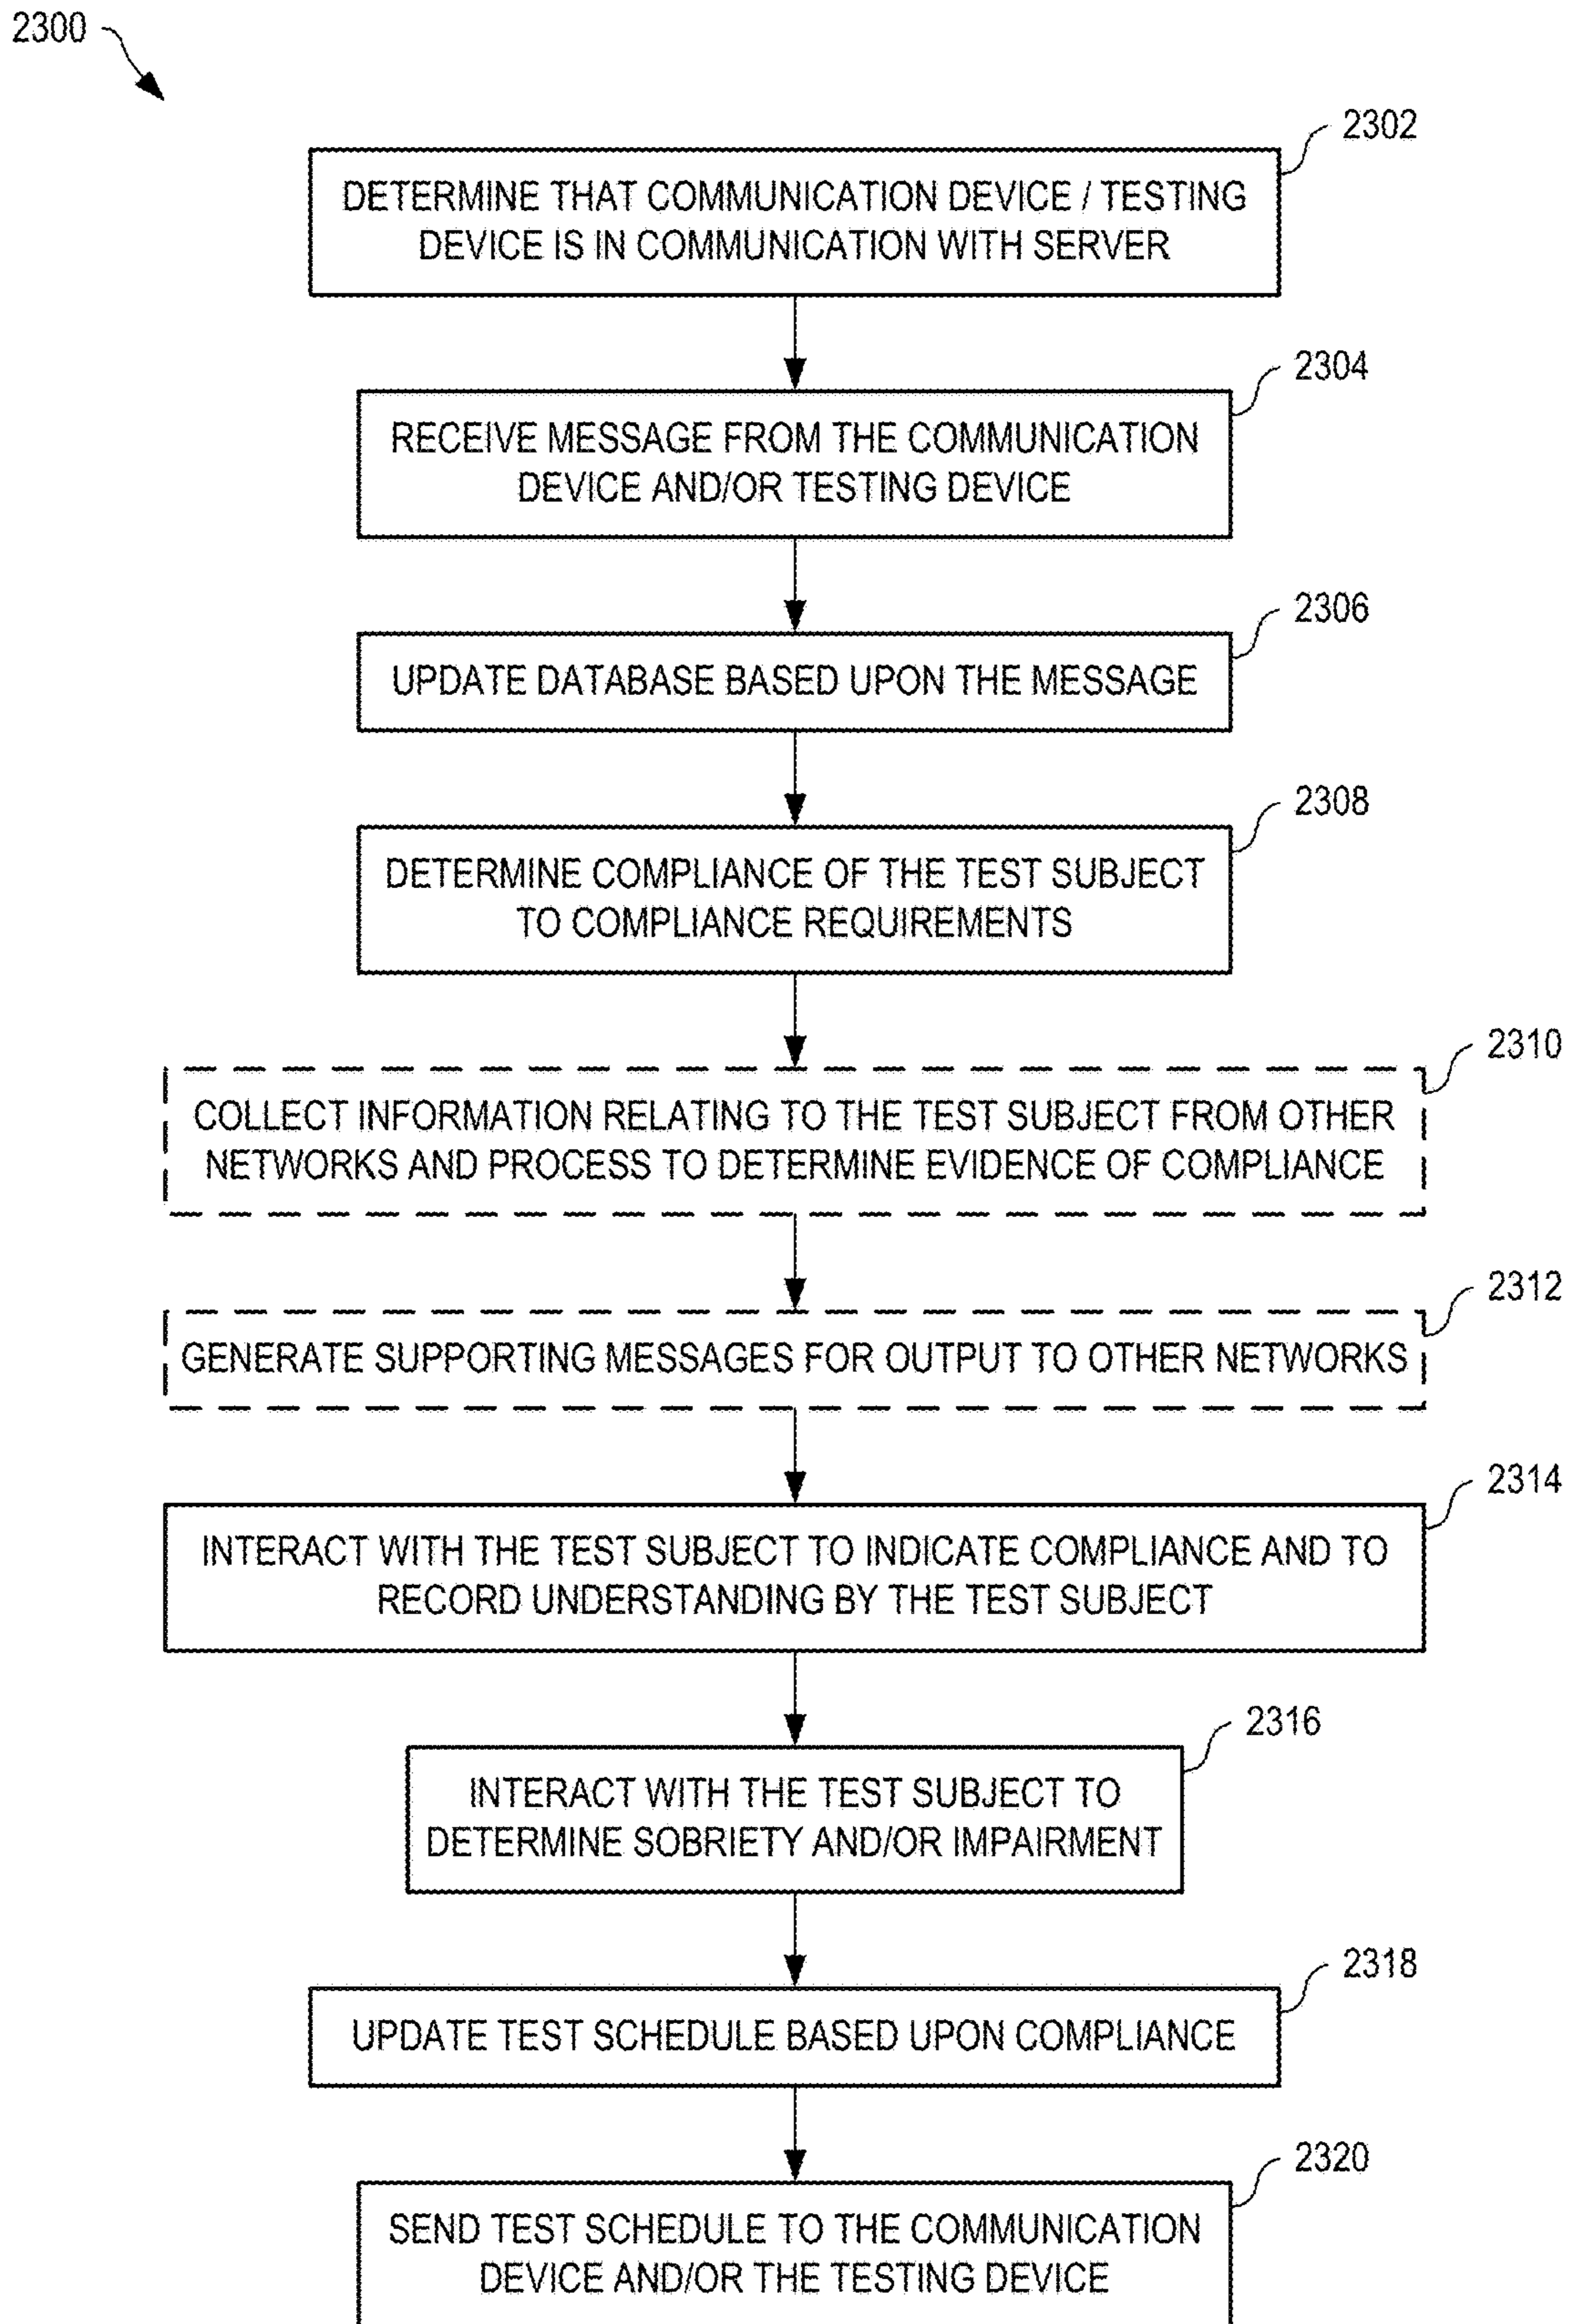 2300
2302
DETERMINE THAT COMMUNICATION DEVICE / TESTING
DEVICE IS IN COMMUNICATION WITH SERVER
2304
RECEIVE MESSAGE FROM THE COMMUNICATION
DEVICE AND/OR TESTING DEVICE
2306
UPDATE DATABASE BASED UPON THE MESSAGE
2308
DETERMINE COMPLIANCE OF THE TEST SUBJECT
TO COMPLIANCE REQUIREMENTS
2310
COLLECT INFORMATION RELATING TO THE TEST SUBJECT FROM OTHER
NETWORKS AND PROCESS TO DETERMINE EVIDENCE OF COMPLIANCE
2312
GENERATE SUPPORTING MESSAGES FOR OUTPUT TO OTHER NETWORKS
2314
INTERACT WITH THE TEST SUBJECT TO INDICATE COMPLIANCE AND TO
RECORD UNDERSTANDING BY THE TEST SUBJECT
2316
INTERACT WITH THE TEST SUBJECT TO
DETERMINE SOBRIETY AND/OR IMPAIRMENT
2318
UPDATE TEST SCHEDULE BASED UPON COMPLIANCE
2320
SEND TEST SCHEDULE TO THE COMMUNICATION
DEVICE AND/OR THE TESTING DEVICE